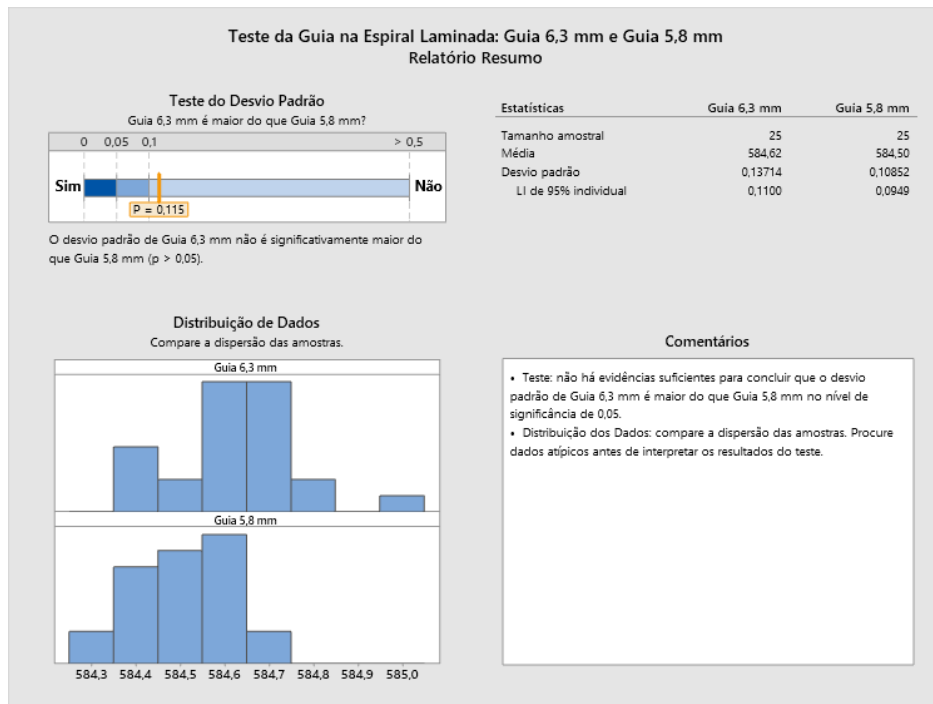 Teste da Guia na Espiral Laminada: Guia 6,3 mm e Guia 5,8 mm
Relatório Resumo
Teste do Desvio Padrão
Guia 6,3 mm é maior do que Guia 5,8 mm?
0 0,05 0,1 > 0,5
Sim Não
P = 0,115
O desvio padrão de Guia 6,3 mm não é significativamente maior do
que Guia 5,8 mm (p > 0,05).
Estatísticas Guia 6,3 mm Guia 5,8 mm
Tamanho amostral 25 25
Média 584,62 584,50
Desvio padrão 0,13714 0,10852
LI de 95% individual 0,1100 0,0949
Distribuição de Dados
Compare a dispersão das amostras.
Guia 6,3 mm
Guia 5,8 mm
584,3 584,4 584,5 584,6 584,7 584,8 584,9 585,0
Comentários
• Teste: não há evidências suficientes para concluir que o desvio
padrão de Guia 6,3 mm é maior do que Guia 5,8 mm no nível de
significância de 0,05.
• Distribuição dos Dados: compare a dispersão das amostras. Procure
dados atípicos antes de interpretar os resultados do teste.